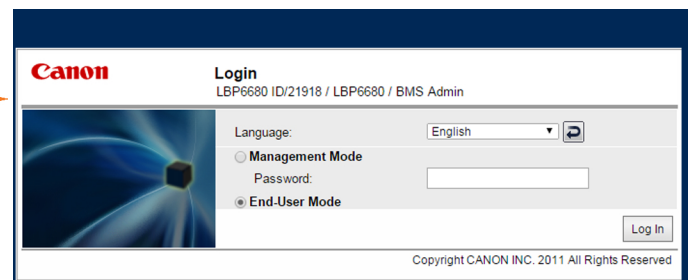 Canon
Login
LBP6680 ID/21918 / LBP6680 / BMS Admin
Language: English
Management Mode
Password:
End-User Mode
Log In
Copyright CANON INC. 2011 All Rights Reserved